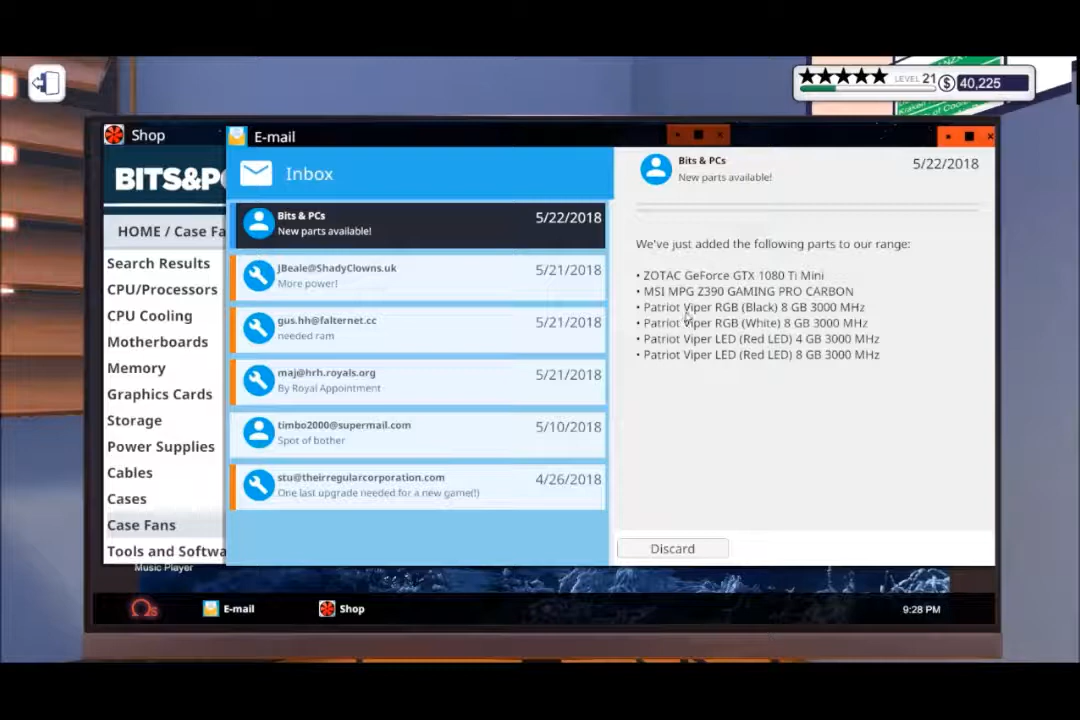 LEVEL 21
$ 40,225
Shop
E-mail
BITS&P
HOME / Case Fa
Search Results
CPU/Processors
CPU Cooling
Motherboards
Memory
Graphics Cards
Storage
Power Supplies
Cables
Cases
Case Fans
Tools and Softwa
Music Player
Inbox
Bits & PCs 5/22/2018
New parts available!
JBeale@ShadyClowns.uk 5/21/2018
More power!
gus.hh@falternet.cc 5/21/2018
needed ram
maj@hrh.royals.org 5/21/2018
By Royal Appointment
timbo2000@supermail.com 5/10/2018
Spot of bother
stu@theirregularcorporation.com 4/26/2018
One last upgrade needed for a new game(!)
Bits & PCs 5/22/2018
New parts available!
We've just added the following parts to our range:
• ZOTAC GeForce GTX 1080 Ti Mini
• MSI MPG Z390 GAMING PRO CARBON
• Patriot Viper RGB (Black) 8 GB 3000 MHz
• Patriot Viper RGB (White) 8 GB 3000 MHz
• Patriot Viper LED (Red LED) 4 GB 3000 MHz
• Patriot Viper LED (Red LED) 8 GB 3000 MHz
Discard
E-mail
Shop
9:28 PM